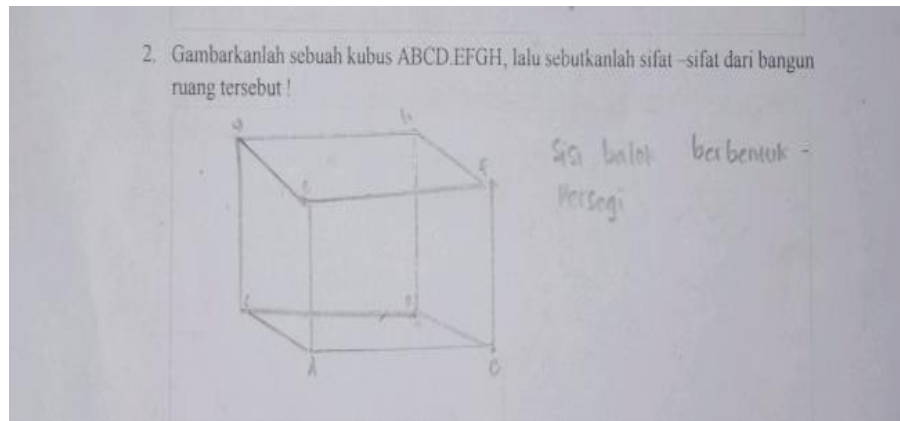 2. Gambarkanlah sebuah kubus ABCD.EFGH, lalu sebutkanlah sifat –sifat dari bangun
ruang tersebut !
Sisi balok berbentuk -
Persegi
A